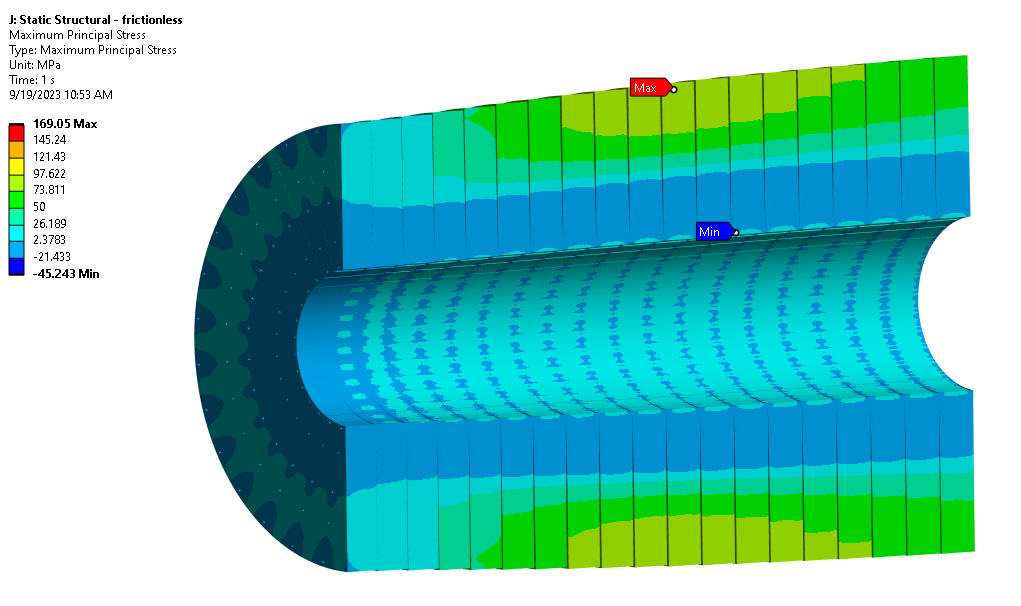 J: Static Structural - frictionless
Maximum Principal Stress
Type: Maximum Principal Stress
Unit: MPa
Time: 1 s
9/19/2023 10:53 AM
169.05 Max
145.24
121.43
97.622
73.811
50
26.189
2.3783
-21.433
-45.243 Min
Max
Min